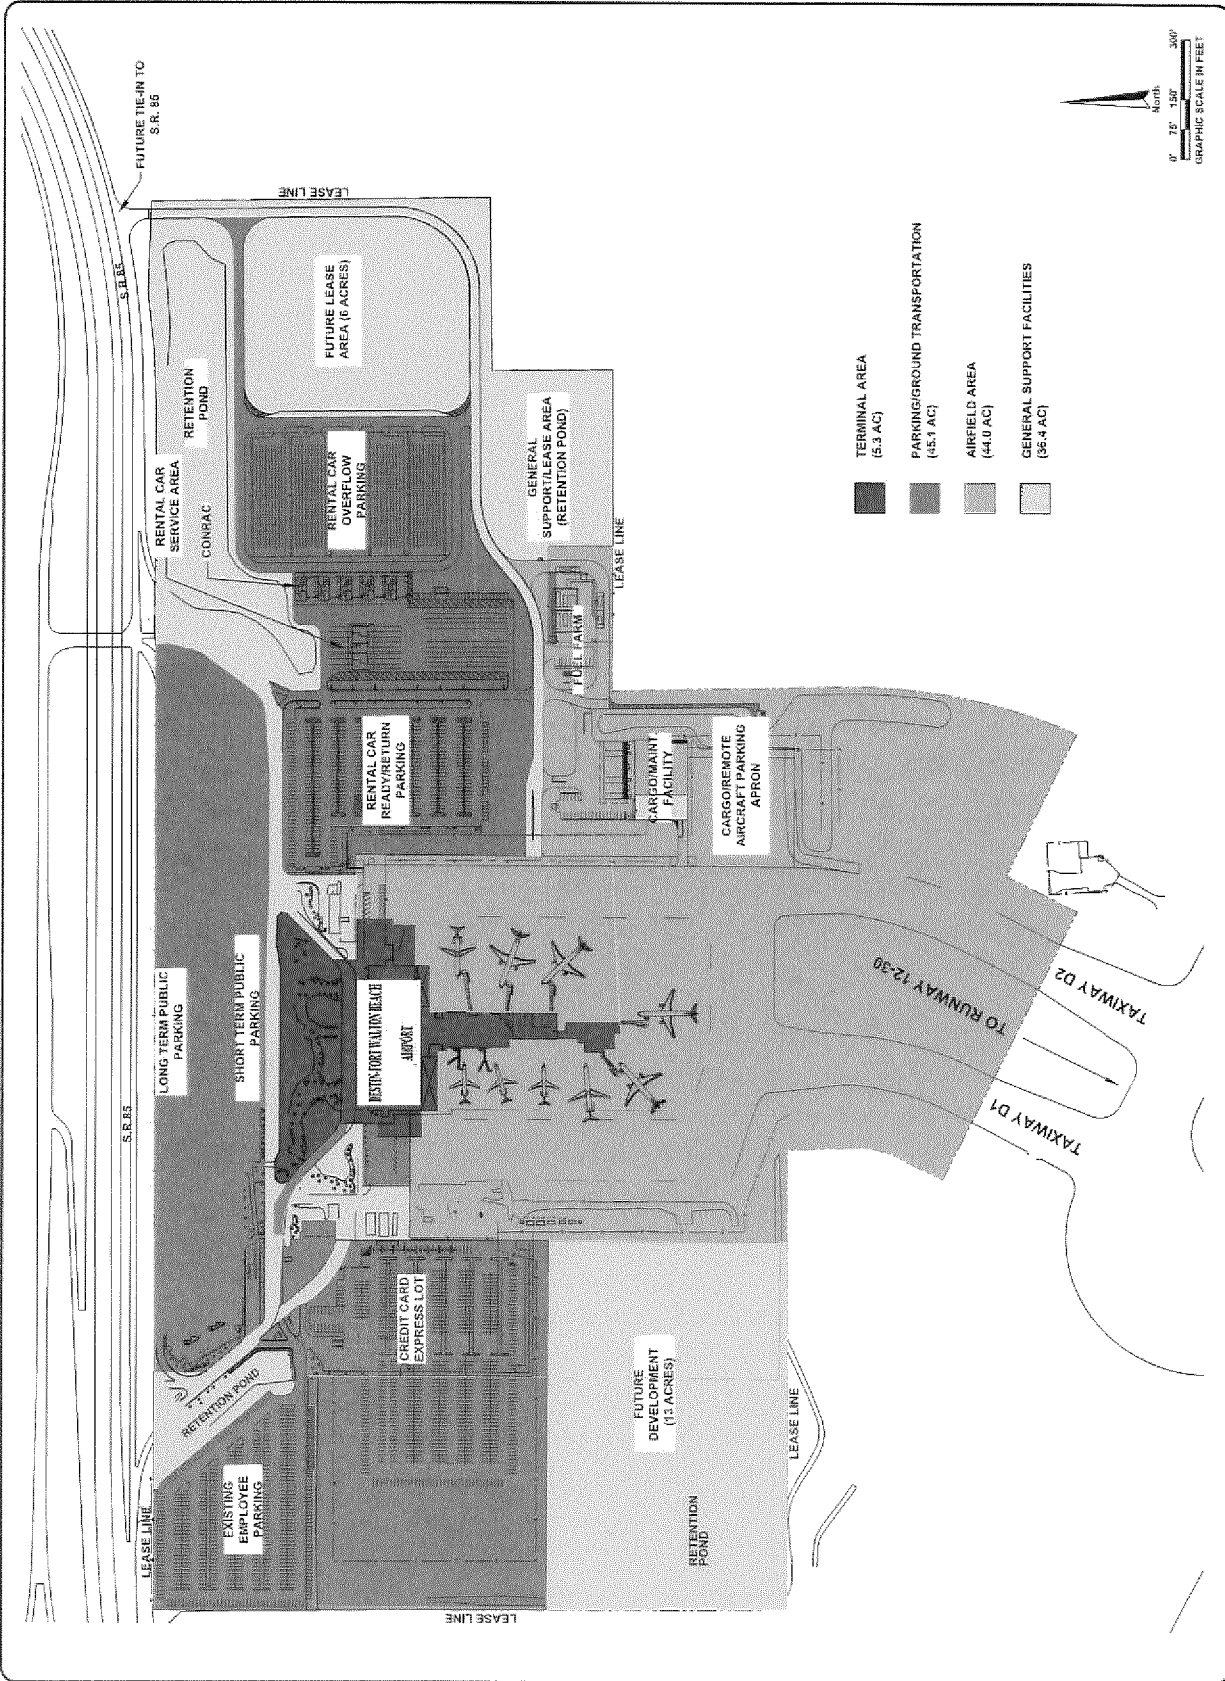 FUTURE TIE-IN TO
S.R. 85
S.R.85
LEASE LINE
RETENTION
POND
FUTURE LEASE
AREA (6 ACRES)
RENTAL CAR
SERVICE AREA
CONRAC
RENTAL CAR
OVERFLOW
PARKING
GENERAL
SUPPORT/LEASE AREA
(RETENTION POND)
LEASE LINE
FUEL FARM
RENTAL CAR
READY/RETURN
PARKING
CARGO/MAINT
FACILITY
CARGO/REMOTE
AIRCRAFT PARKING
APRON
LONG TERM PUBLIC
PARKING
SHORT TERM PUBLIC
PARKING
DESTIN-FORT WALTON BEACH
AIRPORT
TO RUNWAY 12-30
TAXIWAY D2
TAXIWAY D1
S.R.85
CREDIT CARD
EXPRESS LOT
RETENTION POND
EXISTING
EMPLOYEE
PARKING
LEASE LINE
LEASE LINE
FUTURE
DEVELOPMENT
(13 ACRES)
RETENTION
POND
LEASE LINE
TERMINAL AREA
(5.3 AC)
PARKING/GROUND TRANSPORTATION
(45.1 AC)
AIRFIELD AREA
(44.0 AC)
GENERAL SUPPORT FACILITIES
(36.4 AC)
North
0' 75' 150' 300'
GRAPHIC SCALE IN FEET